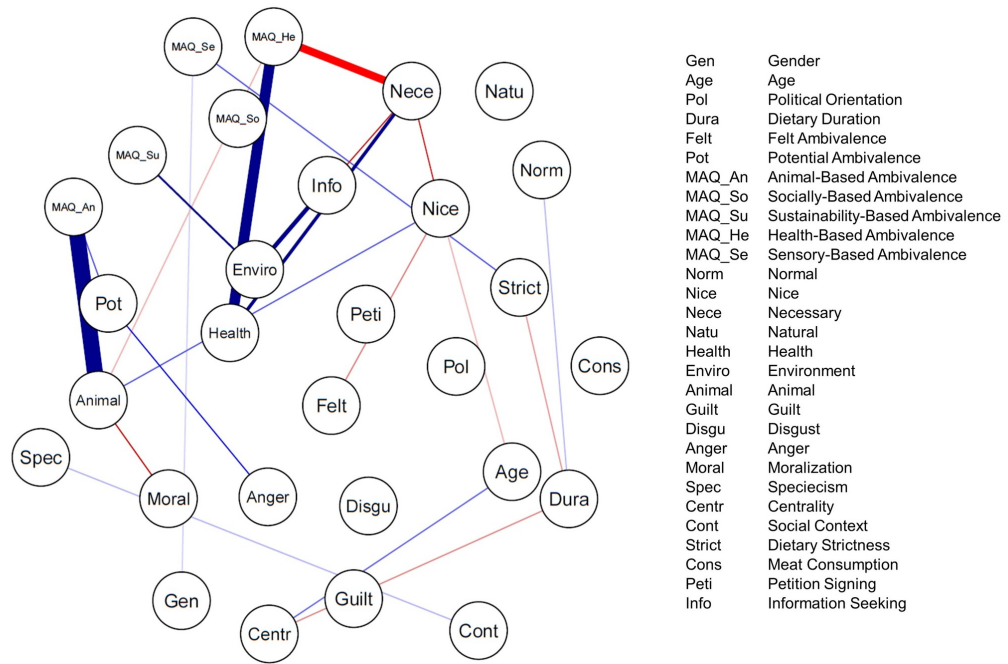 MAQ_He
MAQ_Se
Nece
Natu
MAQ_So
MAQ_Su
Norm
Info
MAQ_An
Nice
Enviro
Strict
Pot
Peti
Health
Pol
Cons
Animal
Felt
Spec
Age
Moral
Anger
Dura
Disgu
Gen
Guilt
Centr
Cont
Gen Gender
Age Age
Pol Political Orientation
Dura Dietary Duration
Felt Felt Ambivalence
Pot Potential Ambivalence
MAQ_An Animal-Based Ambivalence
MAQ_So Socially-Based Ambivalence
MAQ_Su Sustainability-Based Ambivalence
MAQ_He Health-Based Ambivalence
MAQ_Se Sensory-Based Ambivalence
Norm Normal
Nice Nice
Nece Necessary
Natu Natural
Health Health
Enviro Environment
Animal Animal
Guilt Guilt
Disgu Disgust
Anger Anger
Moral Moralization
Spec Speciecism
Centr Centrality
Cont Social Context
Strict Dietary Strictness
Cons Meat Consumption
Peti Petition Signing
Info Information Seeking